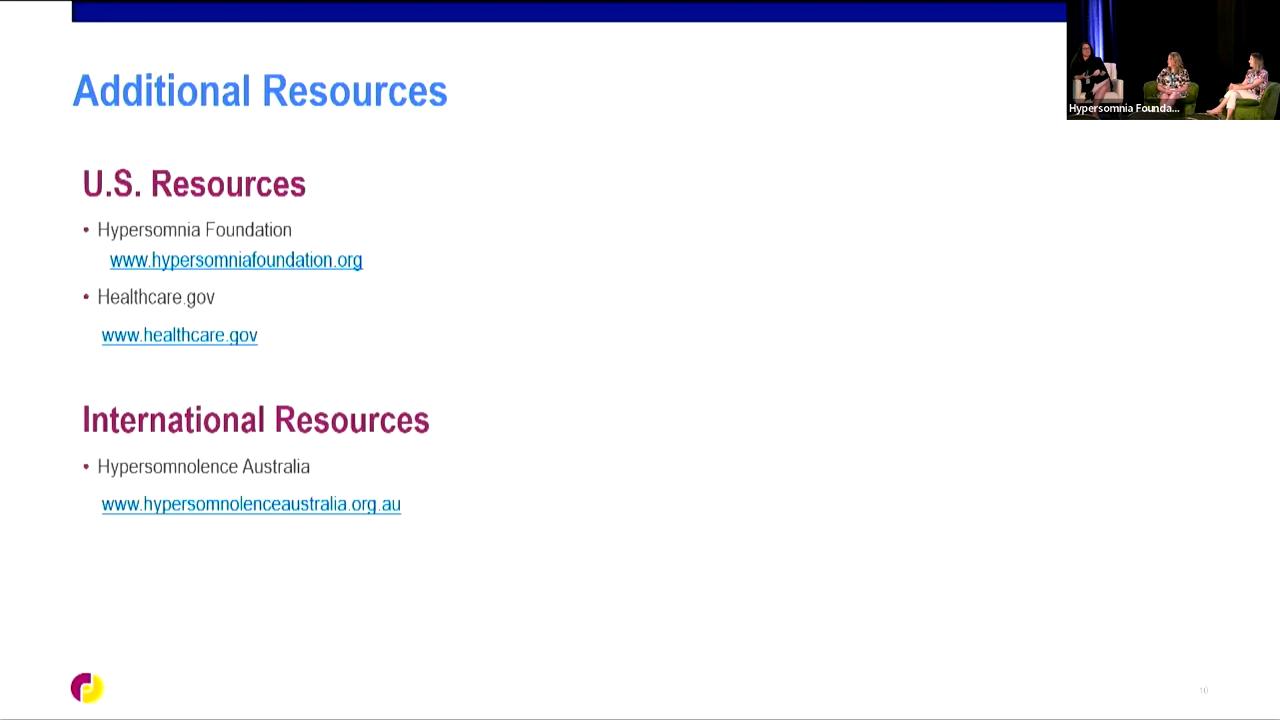 Additional Resources
Hypersomnia Founda...
U.S. Resources
• Hypersomnia Foundation
www.hypersomniafoundation.org
• Healthcare.gov
www.healthcare.gov
International Resources
• Hypersomnolence Australia
www.hypersomnolenceaustralia.org.au
10